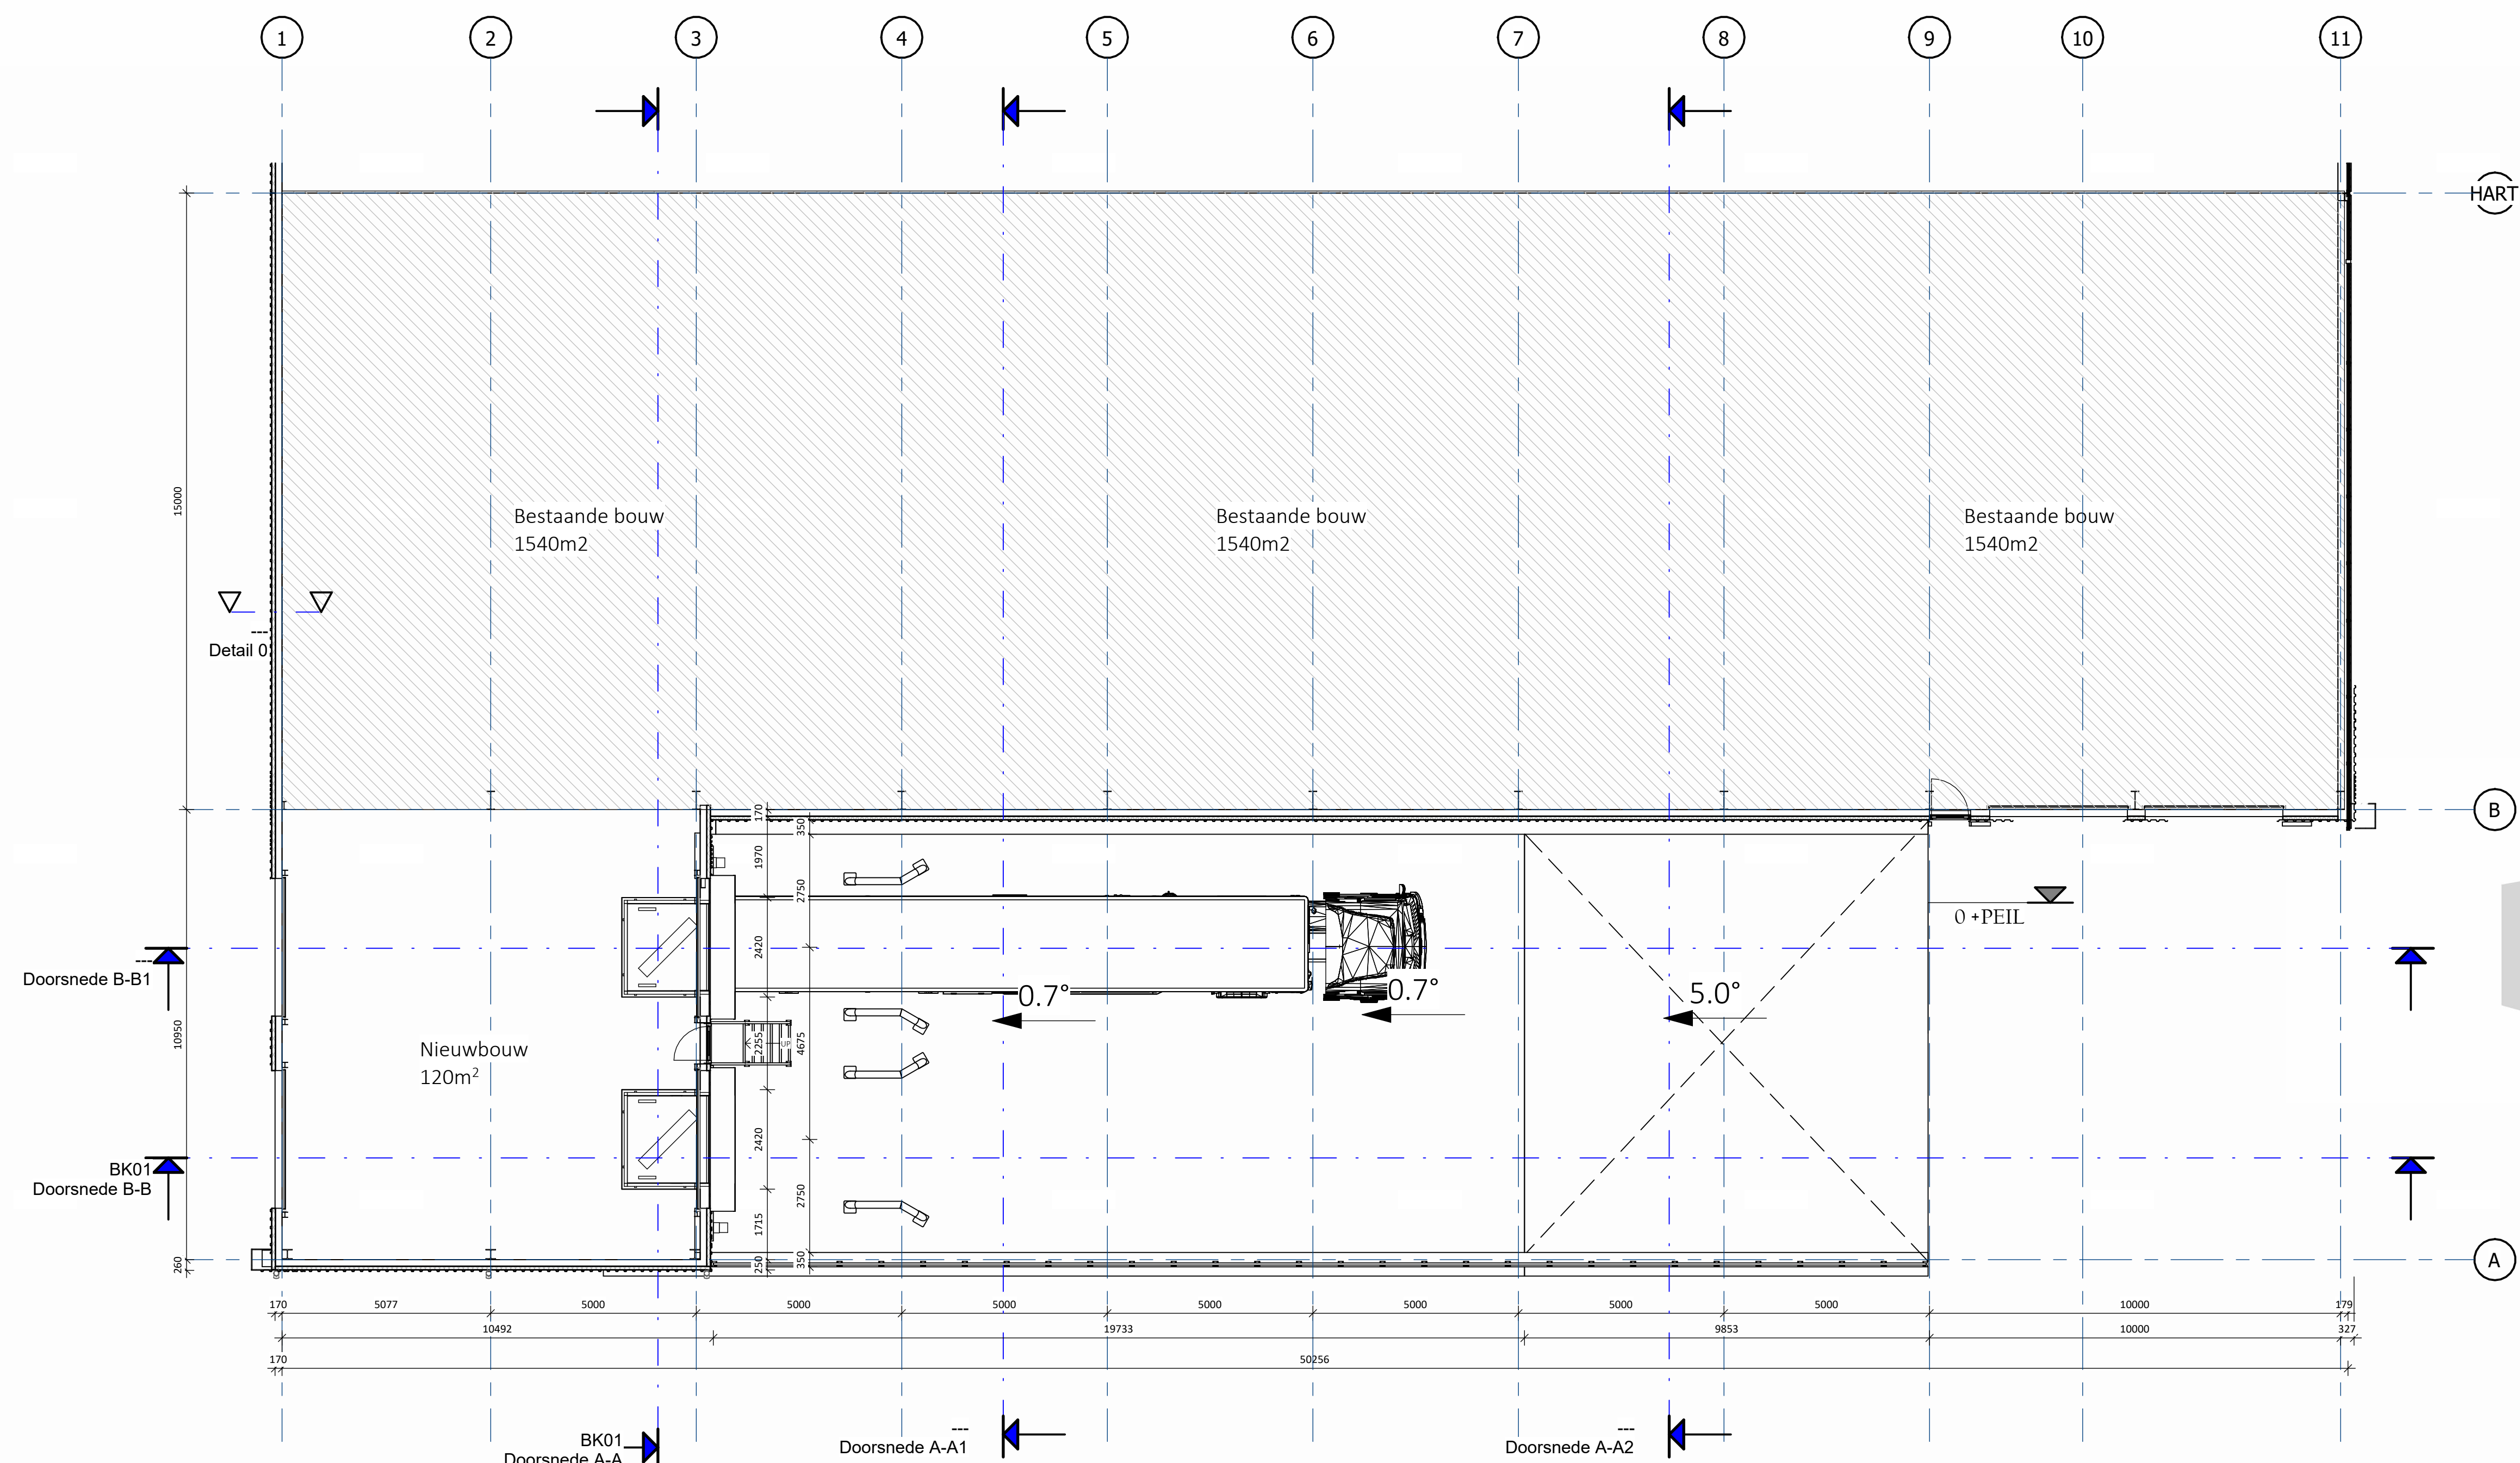 1 2 3 4 5 6 7 8 9 10 11
HART
15000
Bestaande bouw
1540m2
Bestaande bouw
1540m2
Bestaande bouw
1540m2
---
Detail 0
B
170
350
1970
2750
0 +PEIL
---
Doorsnede B-B1
2420
0.7°
0.7°
5.0°
10950
Nieuwbouw
120m²
22555
UP
4675
2420
BK01
Doorsnede B-B
2750
1715
A
260
250
350
170 5077 5000 5000 5000 5000 5000 5000 5000 10000 179
10492 19733 9853 10000 327
170 50256
BK01
Doorsnede A-A
---
Doorsnede A-A1
---
Doorsnede A-A2